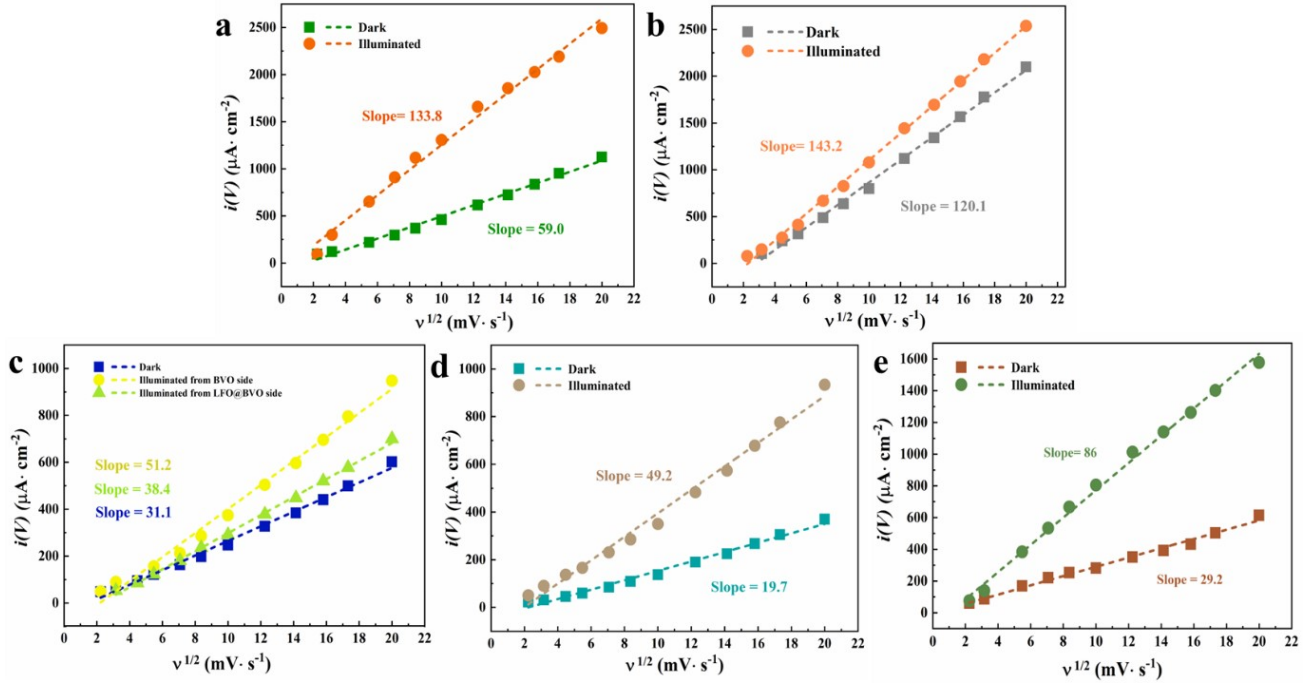 a
Dark
Illuminated
2500
2000
1500
1000
500
0
Slope= 133.8
Slope = 59.0
i(V) (μA· cm⁻²)
0 2 4 6 8 10 12 14 16 18 20 22
ν^1/2 (mV· s⁻¹)
b
Dark
Illuminated
2500
2000
1500
1000
500
0
Slope= 143.2
Slope = 120.1
i(V) (μA· cm⁻²)
0 2 4 6 8 10 12 14 16 18 20 22
ν^1/2 (mV· s⁻¹)
c
Dark
Illuminated from BVO side
Illuminated from LFO@BVO side
1000
800
600
400
200
0
Slope = 51.2
Slope = 38.4
Slope = 31.1
i(V) (μA· cm⁻²)
0 2 4 6 8 10 12 14 16 18 20 22
ν^1/2 (mV· s⁻¹)
d
Dark
Illuminated
1000
800
600
400
200
0
Slope = 49.2
Slope = 19.7
i(V) (μA· cm⁻²)
0 2 4 6 8 10 12 14 16 18 20 22
ν^1/2 (mV· s⁻¹)
e
Dark
Illuminated
1600
1400
1200
1000
800
600
400
200
0
Slope= 86
Slope = 29.2
i(V) (μA· cm⁻²)
0 2 4 6 8 10 12 14 16 18 20 22
ν^1/2 (mV· s⁻¹)